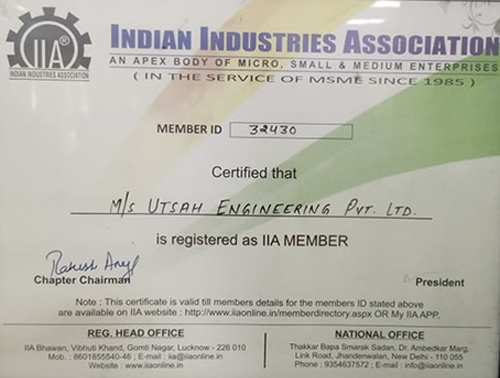 IIA®
INDIAN INDUSTRIES ASSOCIATION
INDIAN INDUSTRIES ASSOCIATION
AN APEX BODY OF MICRO, SMALL & MEDIUM ENTERPRISES
( IN THE SERVICE OF MSME SINCE 1985 )
MEMBER ID 32430
Certified that
M/s UTSAH ENGINEERING PVT. LTD.
is registered as IIA MEMBER
Chapter Chairman
President
Note : This certificate is valid till members details for the members ID stated above
are available on IIA website : http://www.iiaonline.in/memberdirectory.aspx OR My IIA APP.
REG. HEAD OFFICE
IIA Bhawan, Vibhuti Khand, Gomti Nagar, Lucknow - 226 010
Mob. : 8601855540-46 ; E-mail : iia@iiaonline.in
Website : www.iiaonline.in
NATIONAL OFFICE
Thakkar Bapa Smarak Sadan, Dr. Ambedkar Marg,
Link Road, Jhandenwalan, New Delhi - 110 055
Phone : 9354637572 ; E-mail : info@iiaonline.in